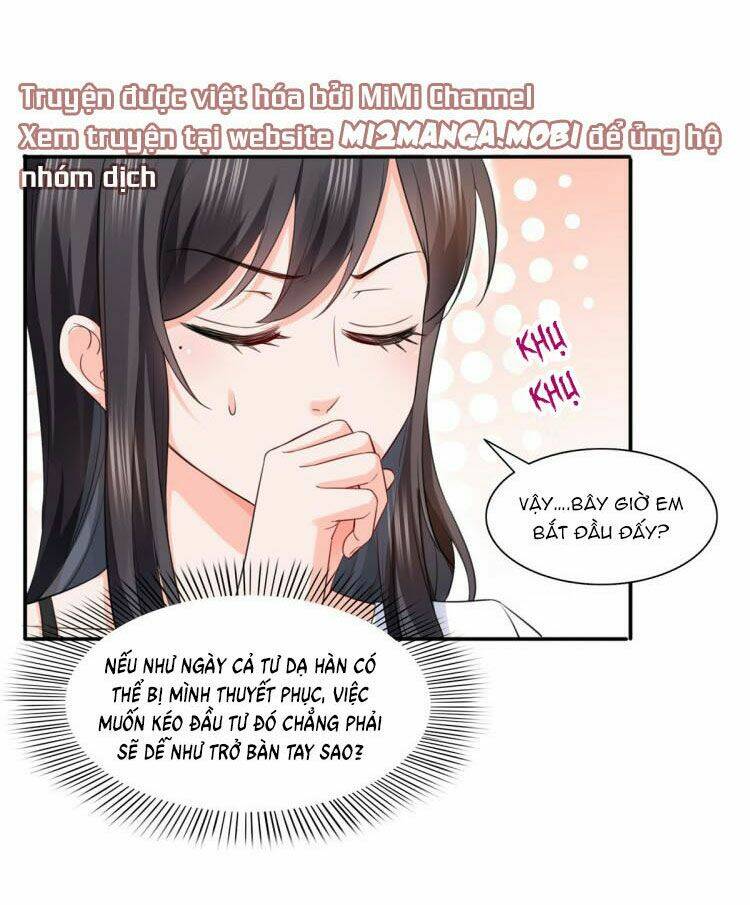 Truyện được việt hóa bởi MiMi Channel
Xem truyện tại website MI2MANGA.MOBI để ủng hộ
nhóm dịch
KHỤ
KHỤ
VẬY....BÂY GIỜ EM
BẮT ĐẦU ĐẤY?
NẾU NHƯ NGÀY CẢ TƯ DẠ HÀN CÓ
THỂ BỊ MÌNH THUYẾT PHỤC, VIỆC
MUỐN KÉO ĐẦU TƯ ĐÓ CHẲNG PHẢI
SẼ DỄ NHƯ TRỞ BÀN TAY SAO?